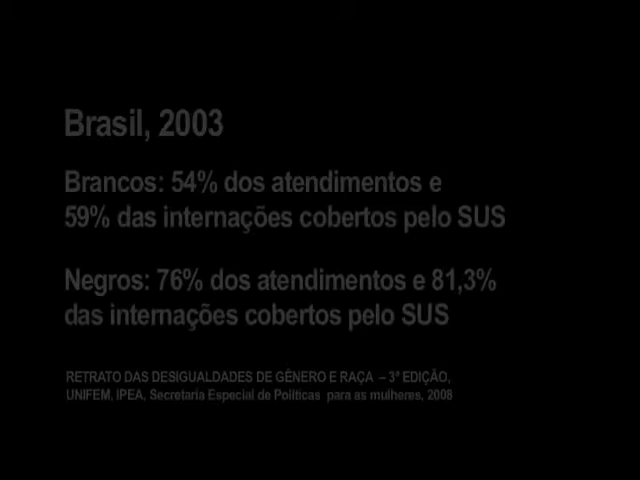 Brasil, 2003
Brancos: 54% dos atendimentos e
59% das internações cobertos pelo SUS
Negros: 76% dos atendimentos e 81,3%
das internações cobertos pelo SUS
RETRATO DAS DESIGUALDADES DE GÊNERO E RAÇA – 3ª EDIÇÃO,
UNIFEM, IPEA, Secretaria Especial de Políticas para as mulheres, 2008